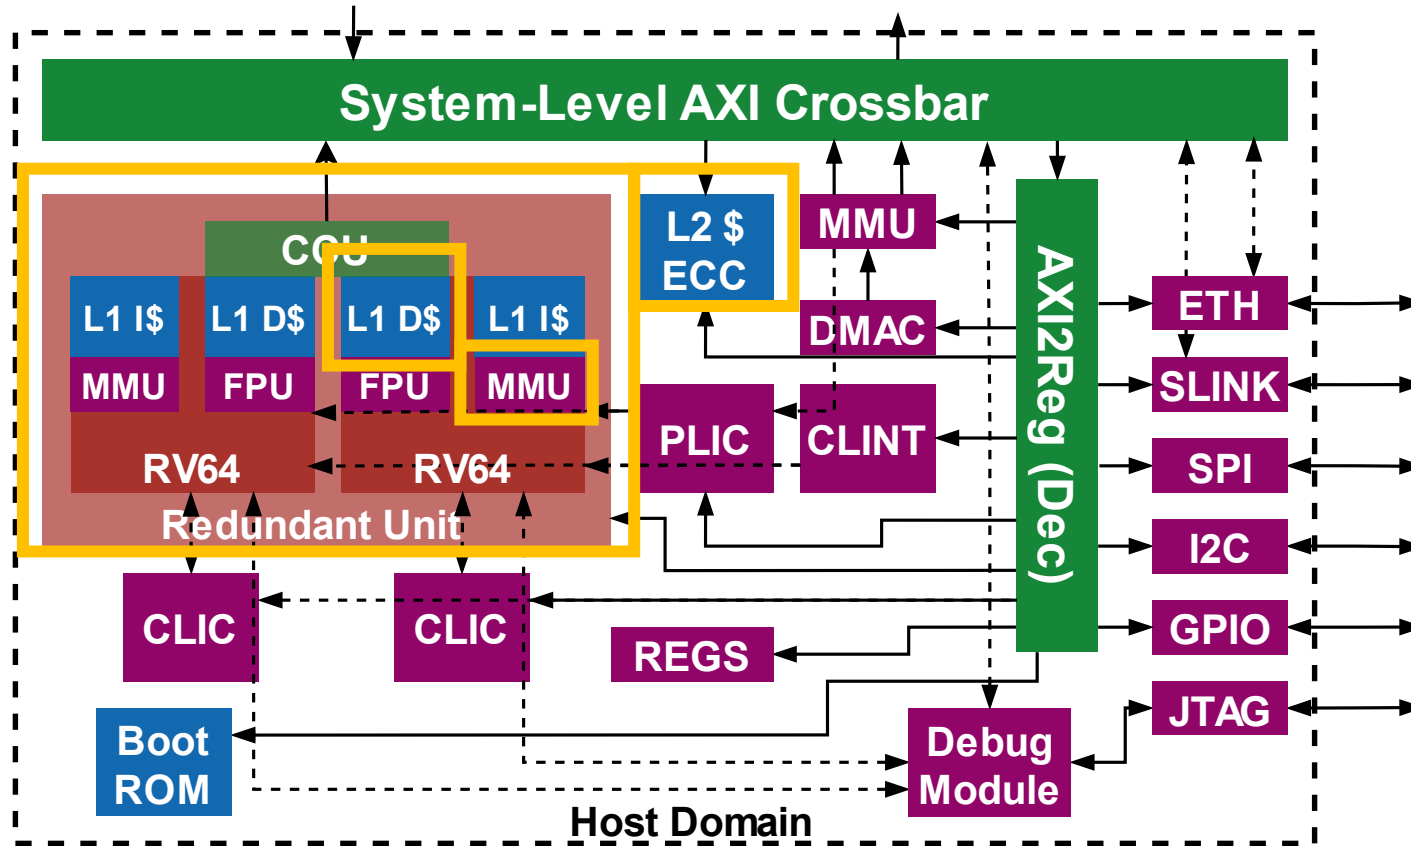 System-Level AXI Crossbar
CCU
L1 I$
L1 D$
L1 D$
L1 I$
MMU
FPU
FPU
MMU
RV64
RV64
Redundant Unit
L2 $
ECC
MMU
DMAC
PLIC
CLINT
AXI2Reg (Dec)
ETH
SLINK
SPI
I2C
GPIO
JTAG
CLIC
CLIC
REGS
Boot
ROM
Debug
Module
Host Domain